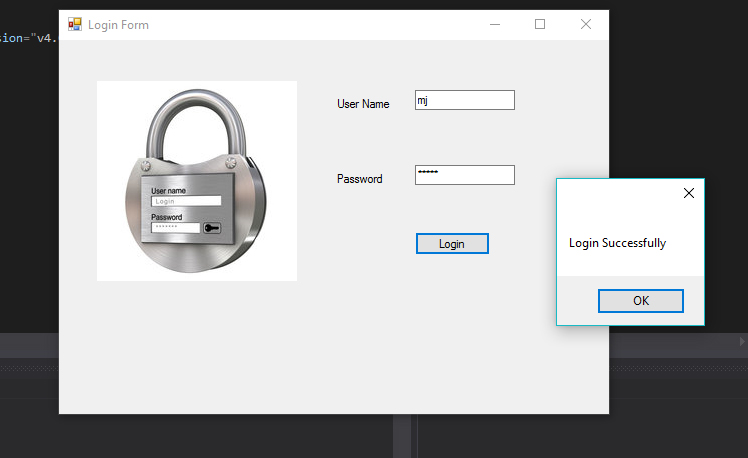 Login Form
sion="v4.
User Name
mj
Password
*****
Login
User name
Login
Password
*******
Login Successfully
OK